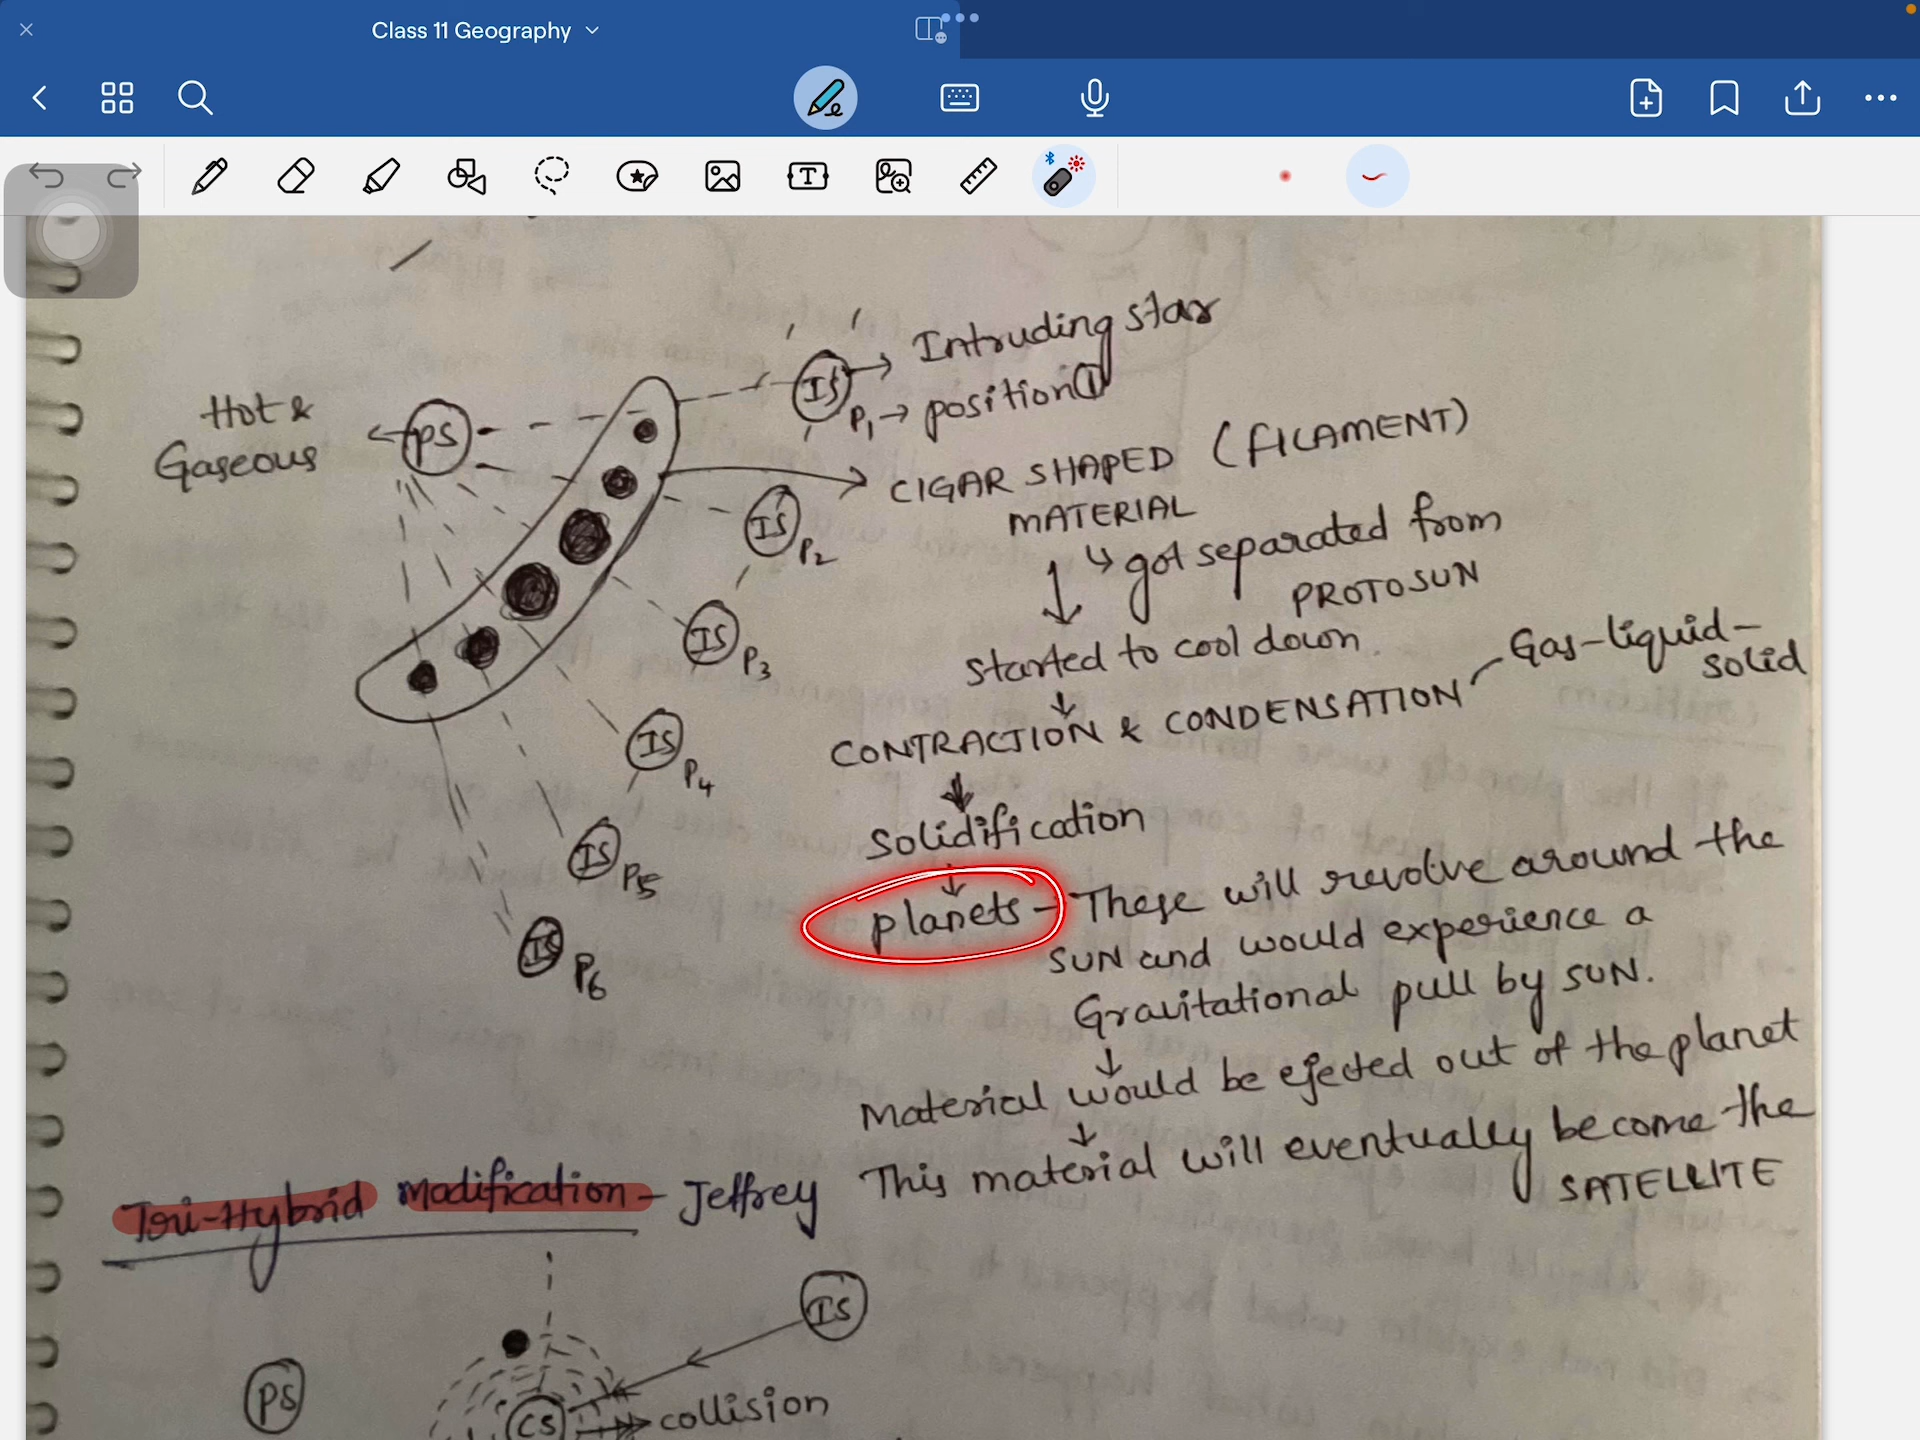 Class 11 Geography
Intruding star
IS
P₁ → position ①
Hot &
Gaseous
PS
CIGAR SHAPED (FILAMENT)
MATERIAL
↳ got separated from
PROTOSUN
IS P₂
started to cool down.
IS P₃
Gas-liquid-
solid
CONTRACTION & CONDENSATION
IS P₄
solidification
IS P₅
planets - These will revolve around the
SUN and would experience a
Gravitational pull by SUN.
IS P₆
Material would be ejected out of the planet
This material will eventually become the
SATELLITE
Tri-Hybrid Modification - Jeffrey
IS
PS
CS
collision